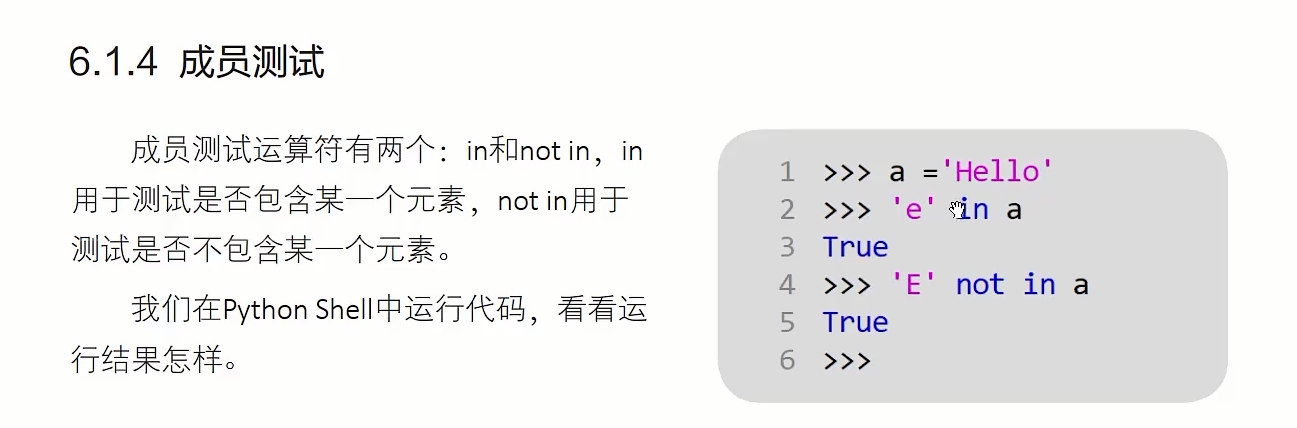 6.1.4 成员测试
成员测试运算符有两个：in和not in，in
用于测试是否包含某一个元素，not in用于
测试是否不包含某一个元素。
我们在Python Shell中运行代码，看看运
行结果怎样。
1 >>> a ='Hello'
2 >>> 'e' in a
3 True
4 >>> 'E' not in a
5 True
6 >>>